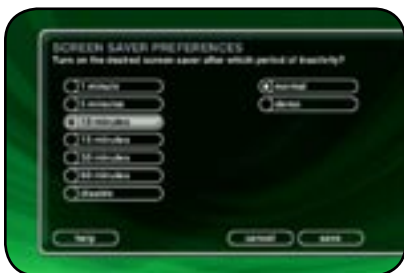 SCREEN SAVER PREFERENCES
Turn on the desired screen saver after which period of inactivity?
1 minute
normal
5 minutes
demo
10 minutes
15 minutes
30 minutes
60 minutes
disable
help
cancel
save